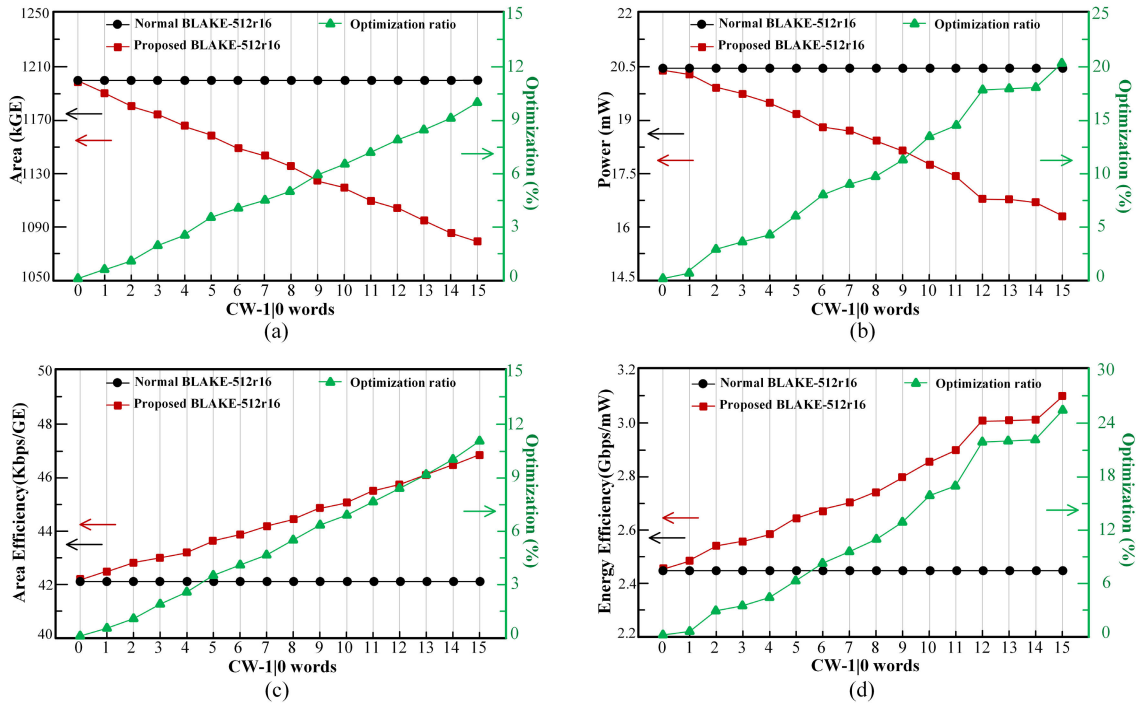 1250
1210
1170
1130
1090
1050
Area (kGE)
Normal BLAKE-512r16
Proposed BLAKE-512r16
Optimization ratio
15
12
9
6
3
0
Optimization (%)
0 1 2 3 4 5 6 7 8 9 10 11 12 13 14 15
CW-1|0 words
(a)
22
20.5
19
17.5
16
14.5
Power (mW)
Normal BLAKE-512r16
Proposed BLAKE-512r16
Optimization ratio
25
20
15
10
5
0
Optimization (%)
0 1 2 3 4 5 6 7 8 9 10 11 12 13 14 15
CW-1|0 words
(b)
50
48
46
44
42
40
Area Efficiency(Kbps/GE)
Normal BLAKE-512r16
Proposed BLAKE-512r16
Optimization ratio
15
12
9
6
3
0
Optimization (%)
0 1 2 3 4 5 6 7 8 9 10 11 12 13 14 15
CW-1|0 words
(c)
3.2
3.0
2.8
2.6
2.4
2.2
Energy Efficiency(Gbps/mW)
Normal BLAKE-512r16
Proposed BLAKE-512r16
Optimization ratio
30
24
18
12
6
0
Optimization (%)
0 1 2 3 4 5 6 7 8 9 10 11 12 13 14 15
CW-1|0 words
(d)